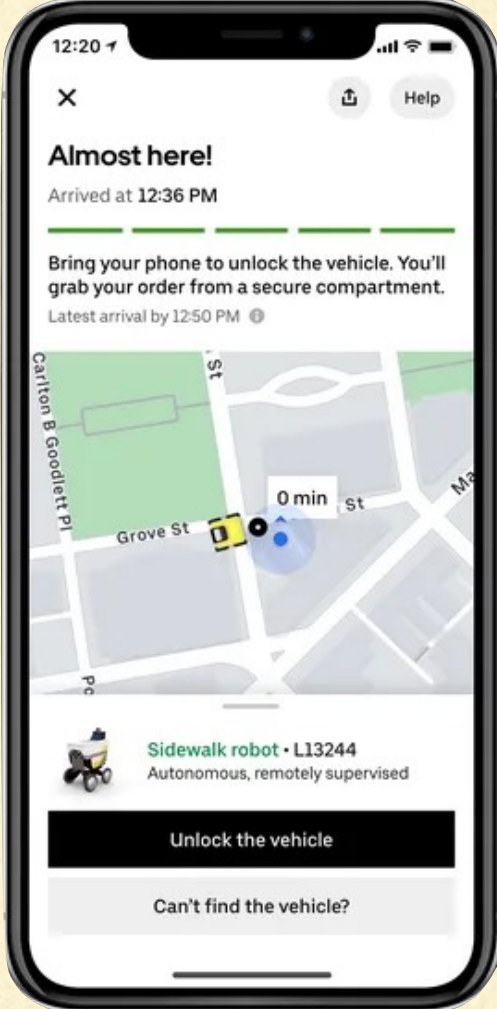 12:20
Help
Almost here!
Arrived at 12:36 PM
Bring your phone to unlock the vehicle. You'll
grab your order from a secure compartment.
Latest arrival by 12:50 PM
Carlton B Goodlett Pl
St
0 min
St
Grove St
Ma
Po
Sidewalk robot • L13244
Autonomous, remotely supervised
Unlock the vehicle
Can't find the vehicle?